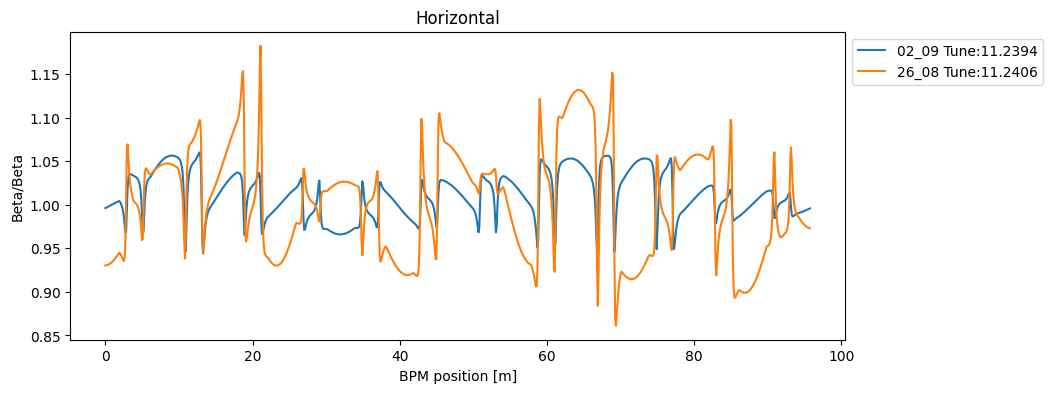 Horizontal
02_09 Tune:11.2394
26_08 Tune:11.2406
Beta/Beta
1.15
1.10
1.05
1.00
0.95
0.90
0.85
0
20
40
60
80
100
BPM position [m]